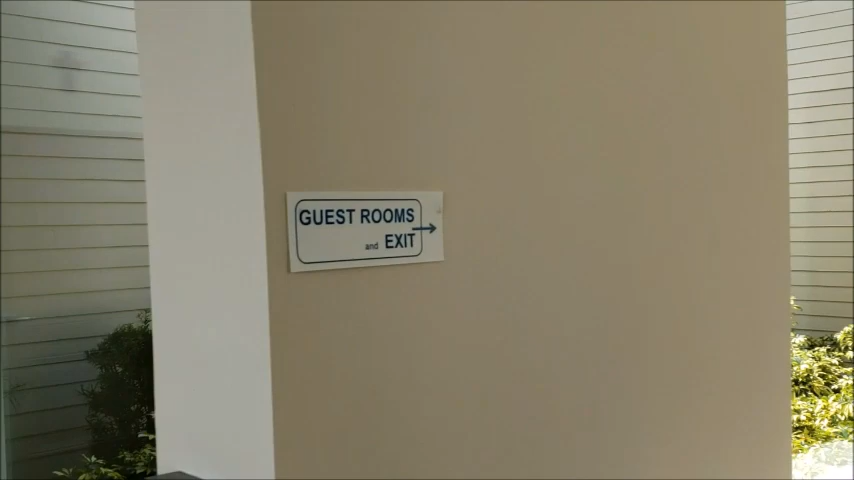 GUEST ROOMS
and EXIT →